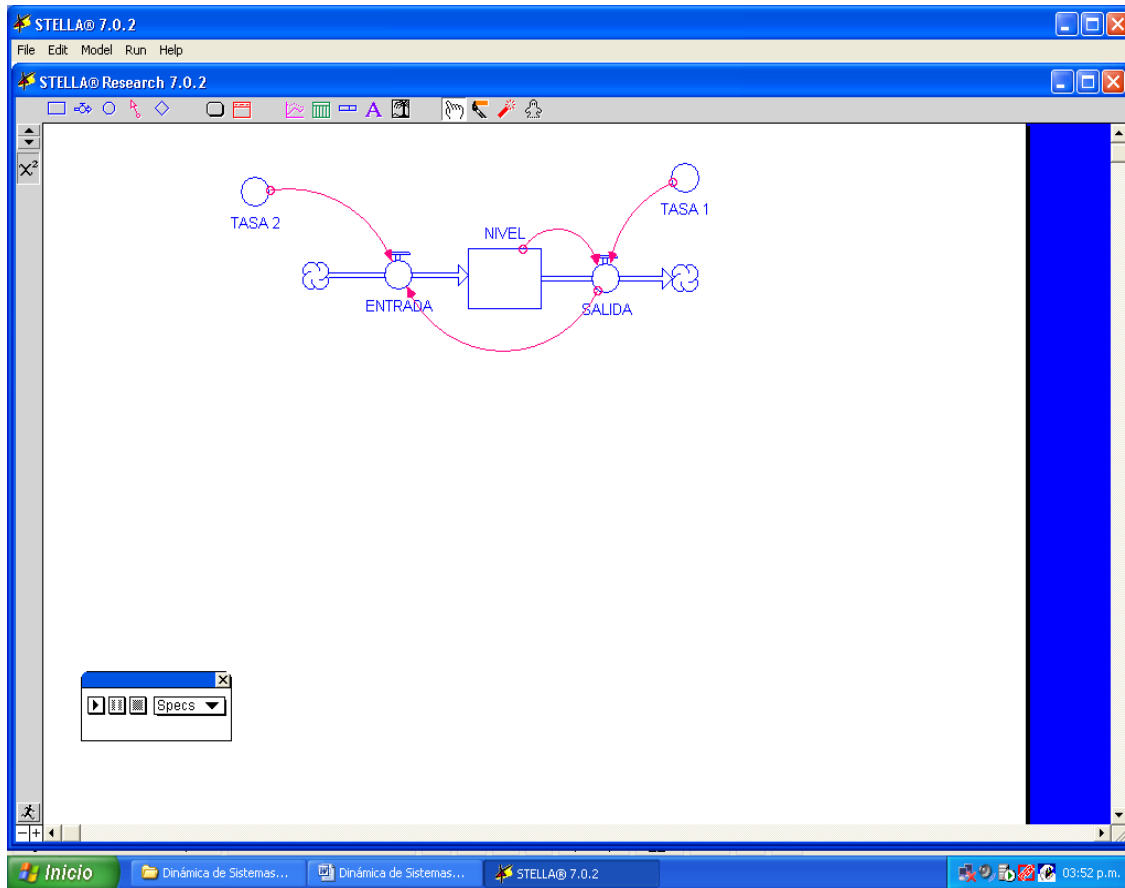 STELLA® 7.0.2
File Edit Model Run Help
STELLA® Research 7.0.2
A
X²
TASA 2
TASA 1
NIVEL
ENTRADA
SALIDA
Specs
Inicio
Dinámica de Sistemas...
Dinámica de Sistemas...
STELLA® 7.0.2
03:52 p.m.